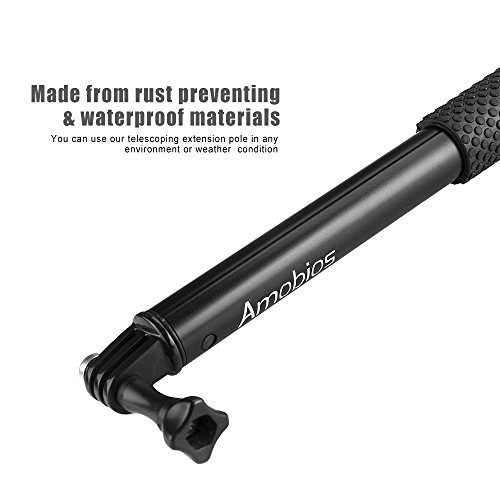 Made from rust preventing
& waterproof materials
You can use our telescoping extension pole in any
environment or weather condition
Amobios